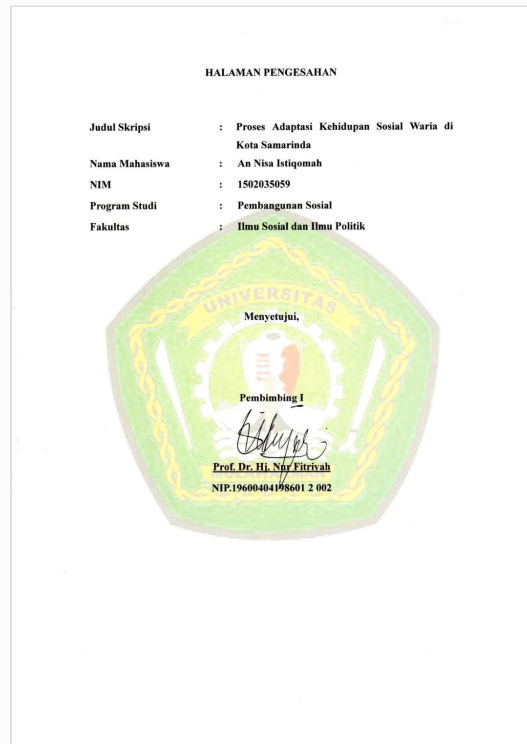 HALAMAN PENGESAHAN
Judul Skripsi : Proses Adaptasi Kehidupan Sosial Waria di
Kota Samarinda
Nama Mahasiswa : An Nisa Istiqomah
NIM : 1502035059
Program Studi : Pembangunan Sosial
Fakultas : Ilmu Sosial dan Ilmu Politik
UNIVERSITAS
Menyetujui,
Pembimbing I
Prof. Dr. Hj. Nur Fitriyah
NIP.19600404198601 2 002